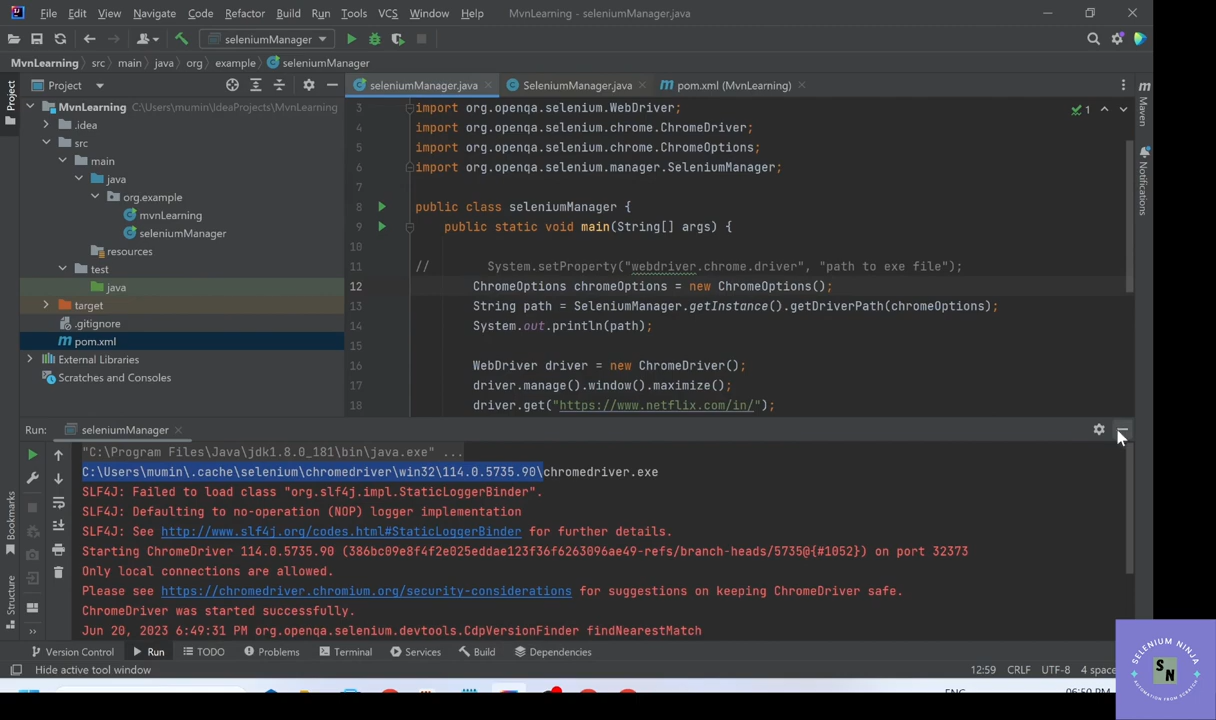 File Edit View Navigate Code Refactor Build Run Tools VCS Window Help MvnLearning - seleniumManager.java
seleniumManager
MvnLearning src main java org example seleniumManager
Project
Project
seleniumManager.java
SeleniumManager.java
pom.xml (MvnLearning)
Maven
Notifications
MvnLearning C:\Users\mumin\IdeaProjects\MvnLearning
.idea
src
main
java
org.example
mvnLearning
seleniumManager
resources
test
java
target
.gitignore
pom.xml
External Libraries
Scratches and Consoles
1
3 import org.openqa.selenium.WebDriver;
4 import org.openqa.selenium.chrome.ChromeDriver;
5 import org.openqa.selenium.chrome.ChromeOptions;
6 import org.openqa.selenium.manager.SeleniumManager;
7
8 public class seleniumManager {
9 public static void main(String[] args) {
10
11 // System.setProperty("webdriver.chrome.driver", "path to exe file");
12 ChromeOptions chromeOptions = new ChromeOptions();
13 String path = SeleniumManager.getInstance().getDriverPath(chromeOptions);
14 System.out.println(path);
15
16 WebDriver driver = new ChromeDriver();
17 driver.manage().window().maximize();
18 driver.get("https://www.netflix.com/in/");
Run: seleniumManager
"C:\Program Files\Java\jdk1.8.0_181\bin\java.exe" ...
C:\Users\mumin\.cache\selenium\chromedriver\win32\114.0.5735.90\chromedriver.exe
SLF4J: Failed to load class "org.slf4j.impl.StaticLoggerBinder".
SLF4J: Defaulting to no-operation (NOP) logger implementation
SLF4J: See http://www.slf4j.org/codes.html#StaticLoggerBinder for further details.
Starting ChromeDriver 114.0.5735.90 (386bc09e8f4f2e025eddae123f36f6263096ae49-refs/branch-heads/5735@{#1052}) on port 32373
Only local connections are allowed.
Please see https://chromedriver.chromium.org/security-considerations for suggestions on keeping ChromeDriver safe.
ChromeDriver was started successfully.
Jun 20, 2023 6:49:31 PM org.openqa.selenium.devtools.CdpVersionFinder findNearestMatch
Bookmarks
Structure
Version Control Run TODO Problems Terminal Services Build Dependencies
Hide active tool window 12:59 CRLF UTF-8 4 space
SELENIUM NINJA
SN
AUTOMATION FROM SCRATCH